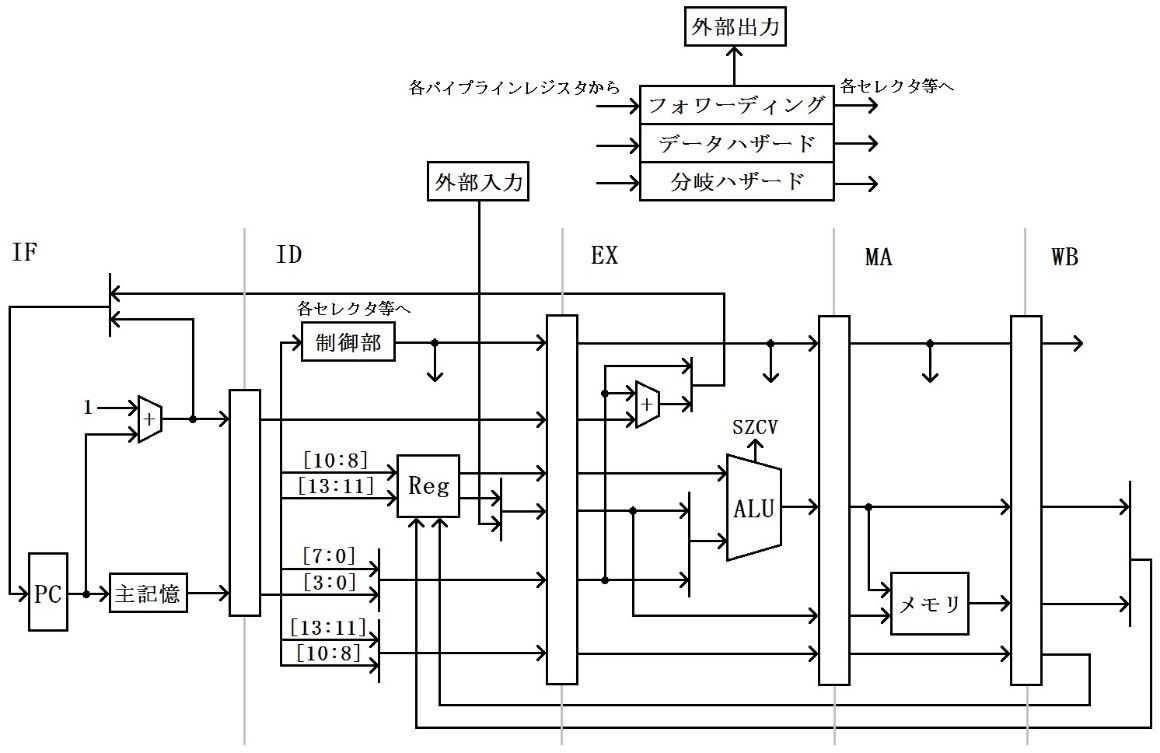 外部出力
各パイプラインレジスタから
各セレクタ等へ
フォワーディング
データハザード
分岐ハザード
外部入力
IF
ID
EX
MA
WB
各セレクタ等へ
制御部
1
+
+
SZCV
[10:8]
[13:11]
Reg
ALU
[7:0]
[3:0]
PC
主記憶
メモリ
[13:11]
[10:8]